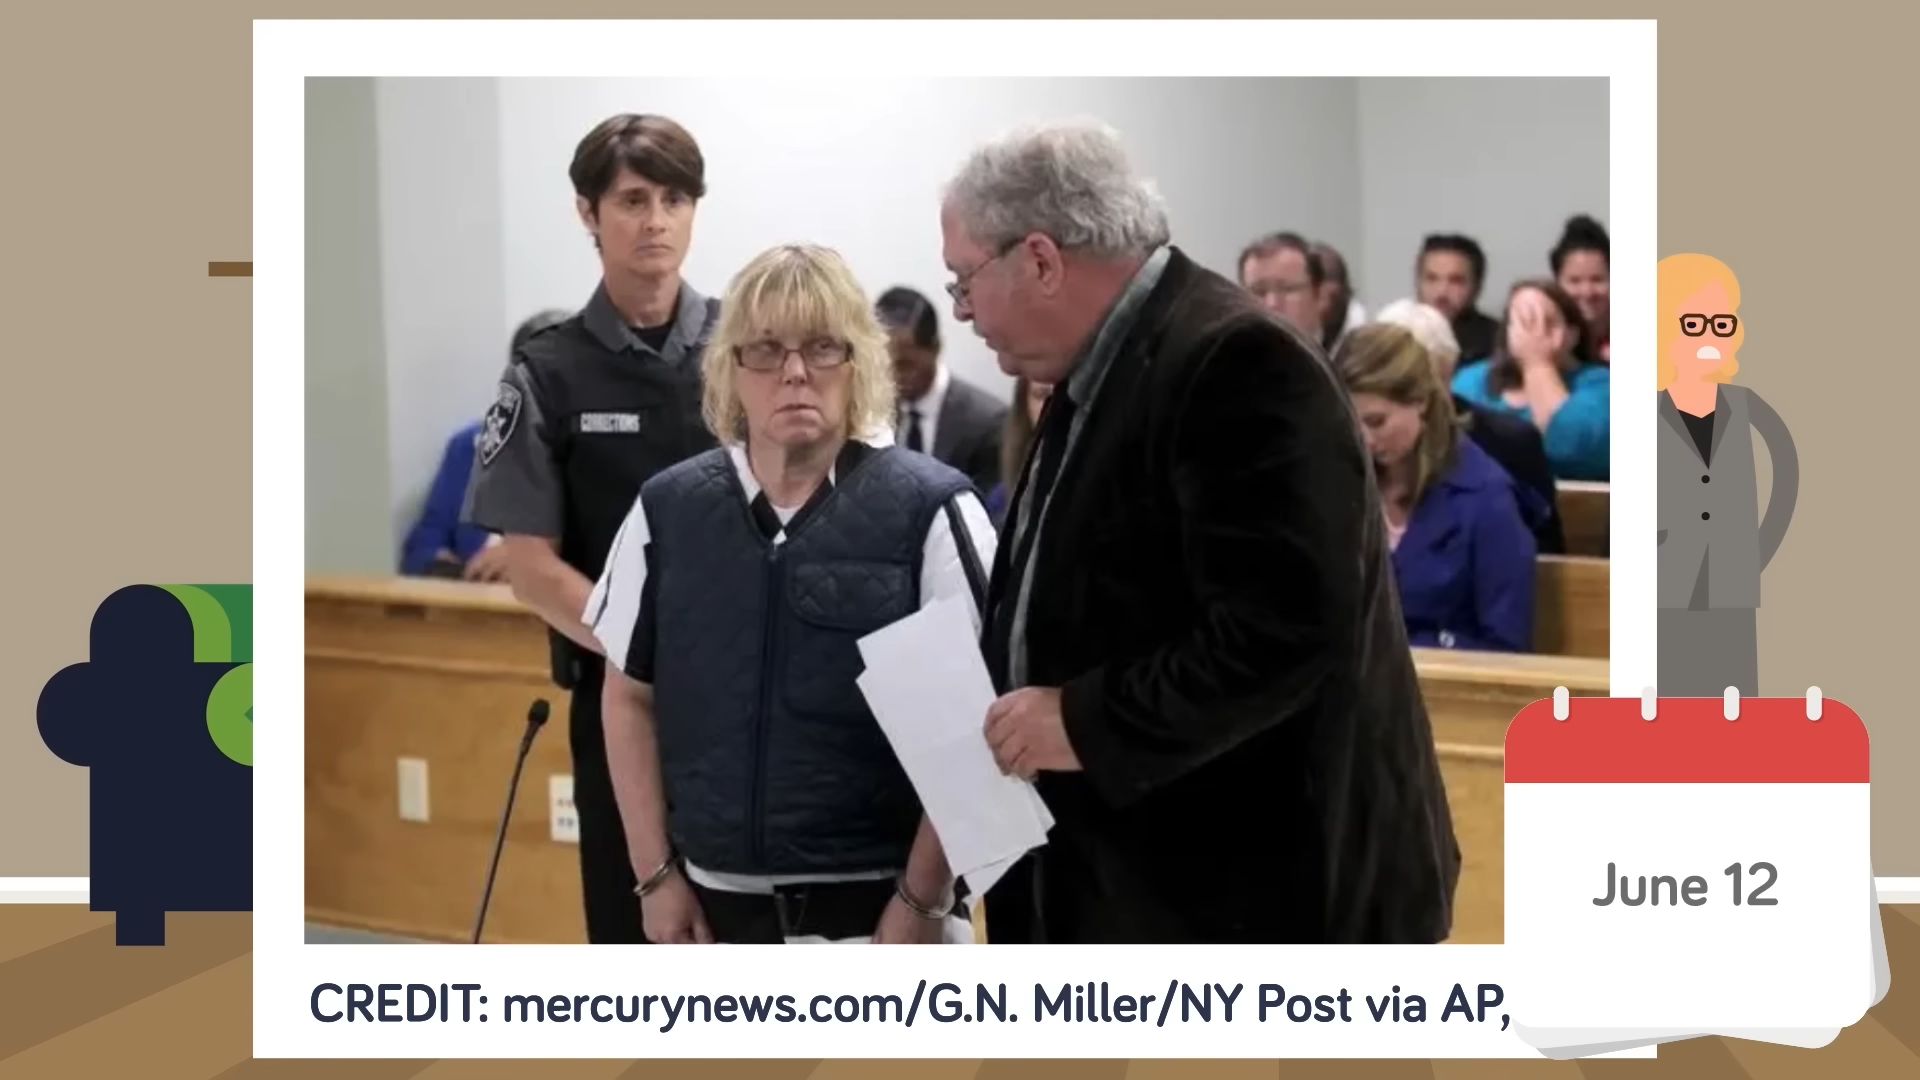 CORRECTIONS
June 12
CREDIT: mercurynews.com/G.N. Miller/NY Post via AP,